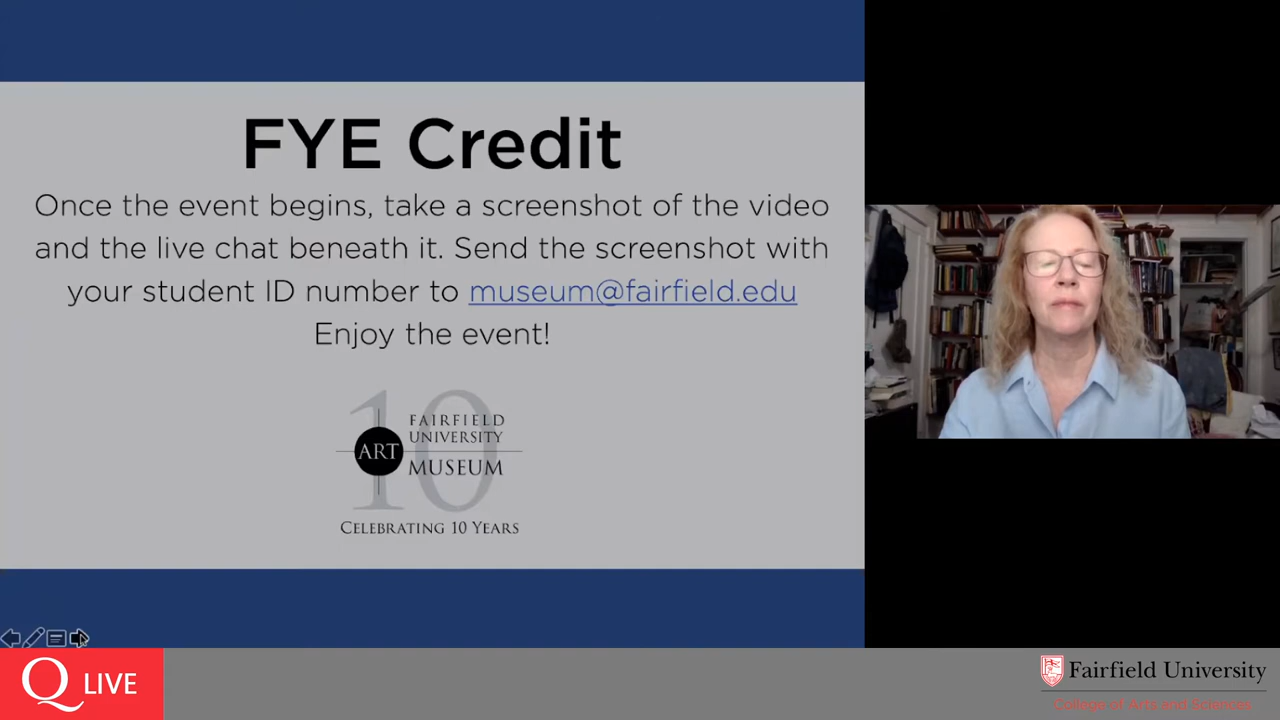 FYE Credit
Once the event begins, take a screenshot of the video
and the live chat beneath it. Send the screenshot with
your student ID number to museum@fairfield.edu
Enjoy the event!
10
ART
FAIRFIELD
UNIVERSITY
MUSEUM
CELEBRATING 10 YEARS
Q LIVE
Fairfield University
College of Arts and Sciences